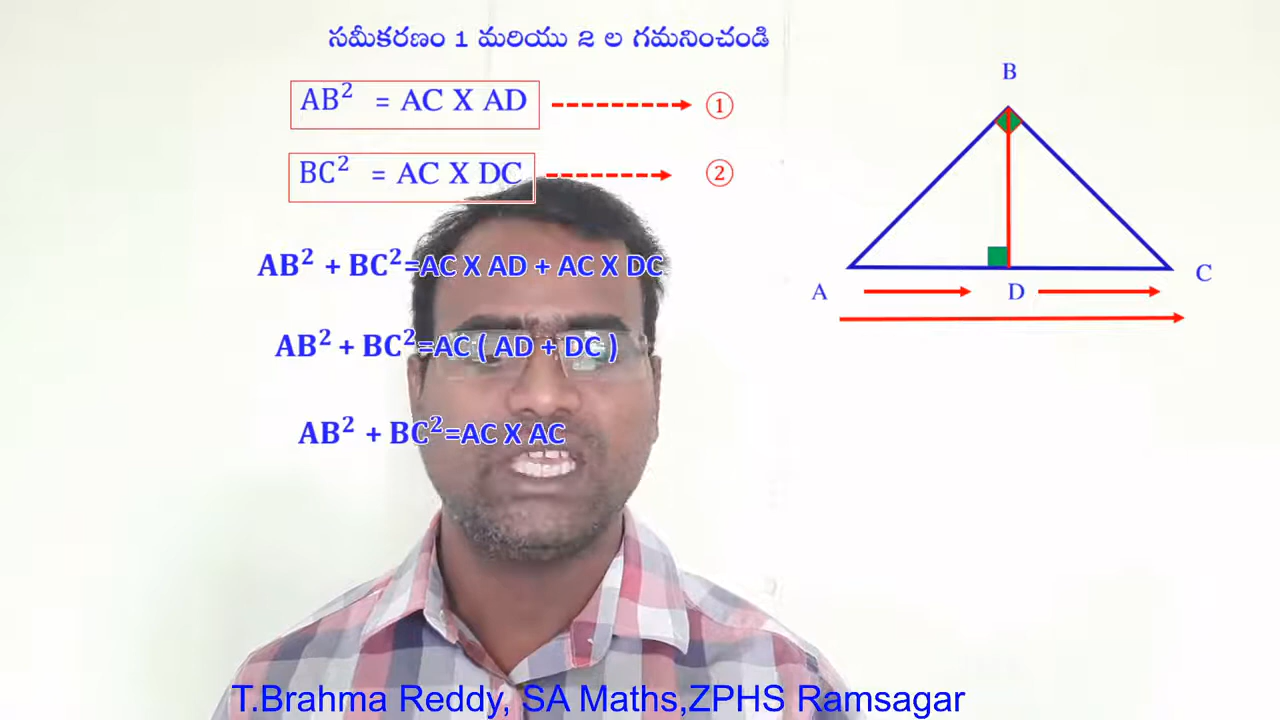 సమీకరణం 1 మరియు 2 ల గమనించండి
AB² = AC X AD
①
BC² = AC X DC
②
AB² + BC²=AC X AD + AC X DC
AB² + BC²=AC ( AD + DC )
AB² + BC²=AC X AC
B
A
D
C
T.Brahma Reddy, SA Maths,ZPHS Ramsagar